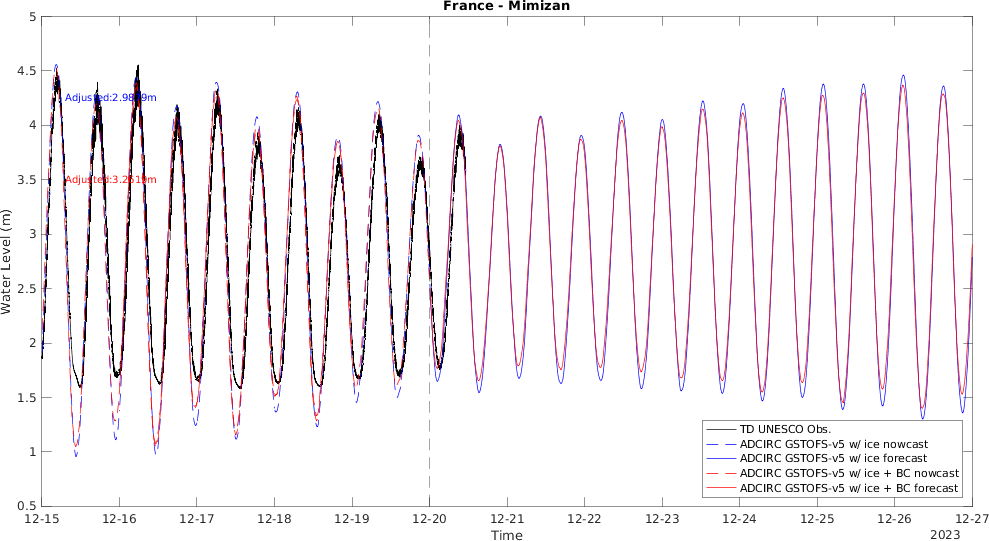 France - Mimizan
5
4.5
4
3.5
3
2.5
2
1.5
1
0.5
Water Level (m)
Adjusted:
Adjusted:
12-15
12-16
12-17
12-18
12-19
12-20
12-21
12-22
12-23
12-24
12-25
12-26
12-27
Time
2023
TD UNESCO Obs.
ADCIRC GSTOFS-v5 w/ ice nowcast
ADCIRC GSTOFS-v5 w/ ice forecast
ADCIRC GSTOFS-v5 w/ ice + BC nowcast
ADCIRC GSTOFS-v5 w/ ice + BC forecast